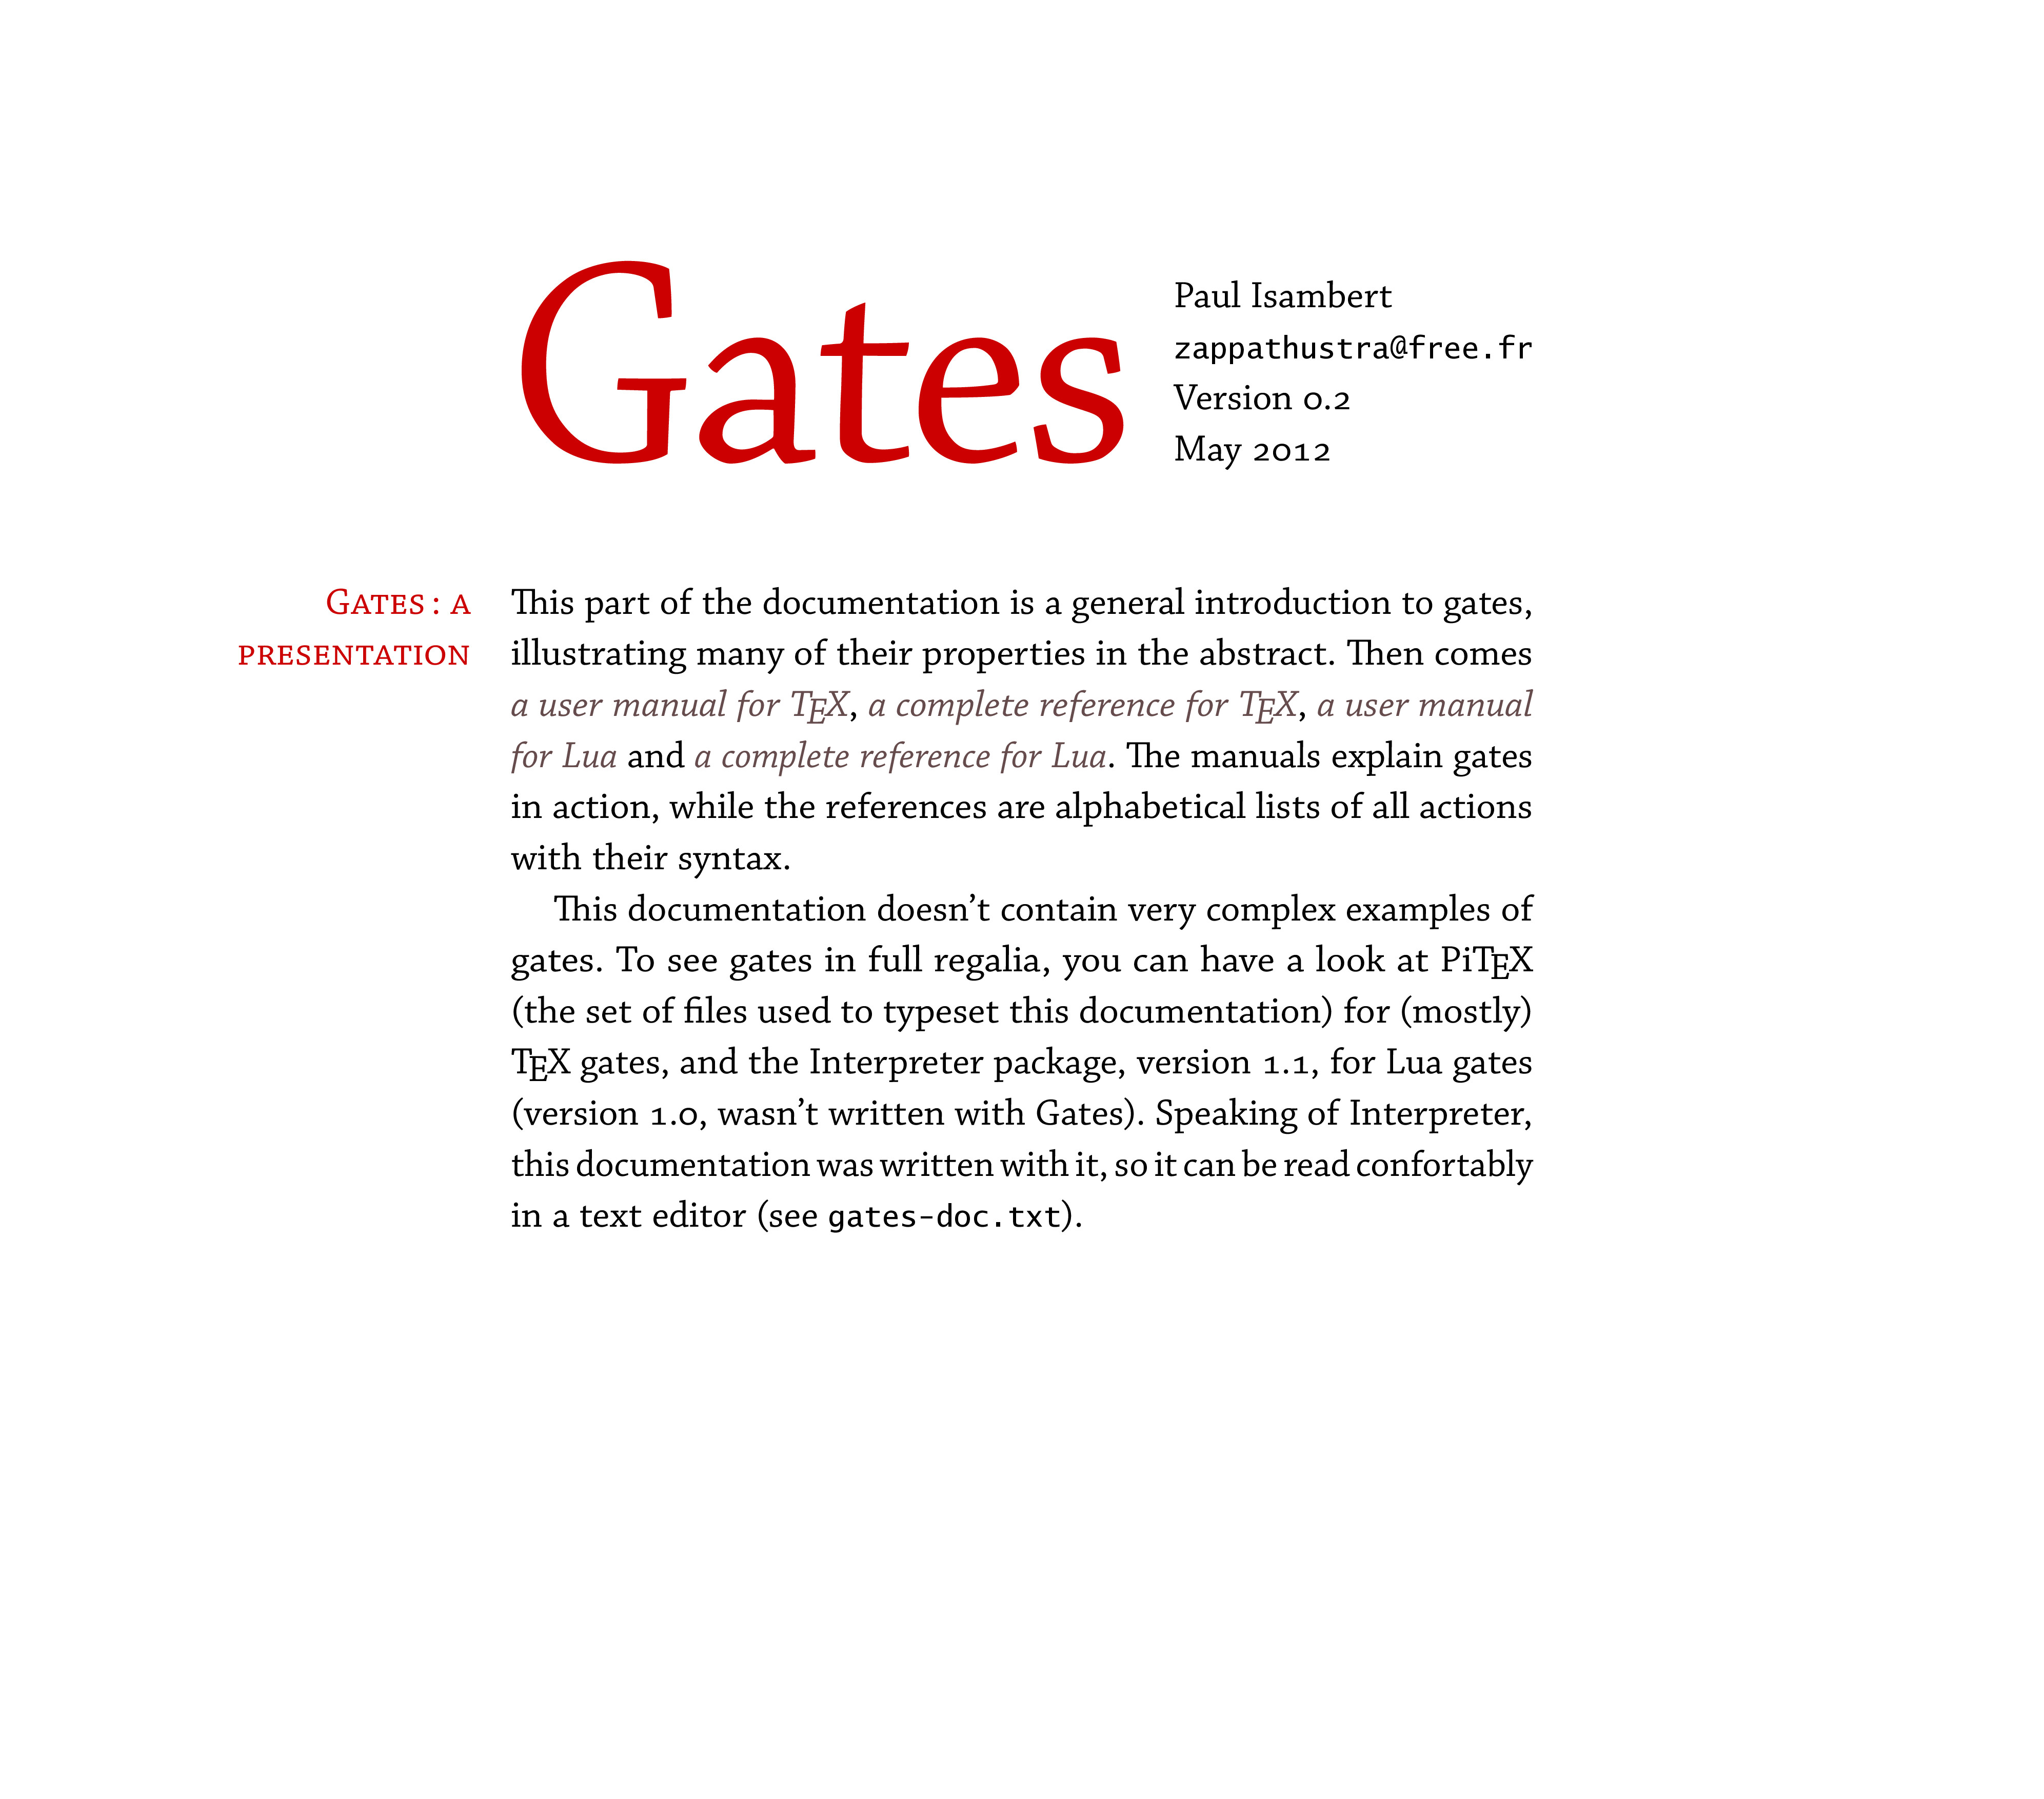 Gates
Paul Isambert
zappathustra@free.fr
Version 0.2
May 2012
Gates : a
presentation
This part of the documentation is a general introduction to gates,
illustrating many of their properties in the abstract. Then comes
a user manual for TEX, a complete reference for TEX, a user manual
for Lua and a complete reference for Lua. The manuals explain gates
in action, while the references are alphabetical lists of all actions
with their syntax.
This documentation doesn’t contain very complex examples of
gates. To see gates in full regalia, you can have a look at PiTEX
(the set of files used to typeset this documentation) for (mostly)
TEX gates, and the Interpreter package, version 1.1, for Lua gates
(version 1.0, wasn’t written with Gates). Speaking of Interpreter,
this documentation was written with it, so it can be read confortably
in a text editor (see gates-doc.txt).